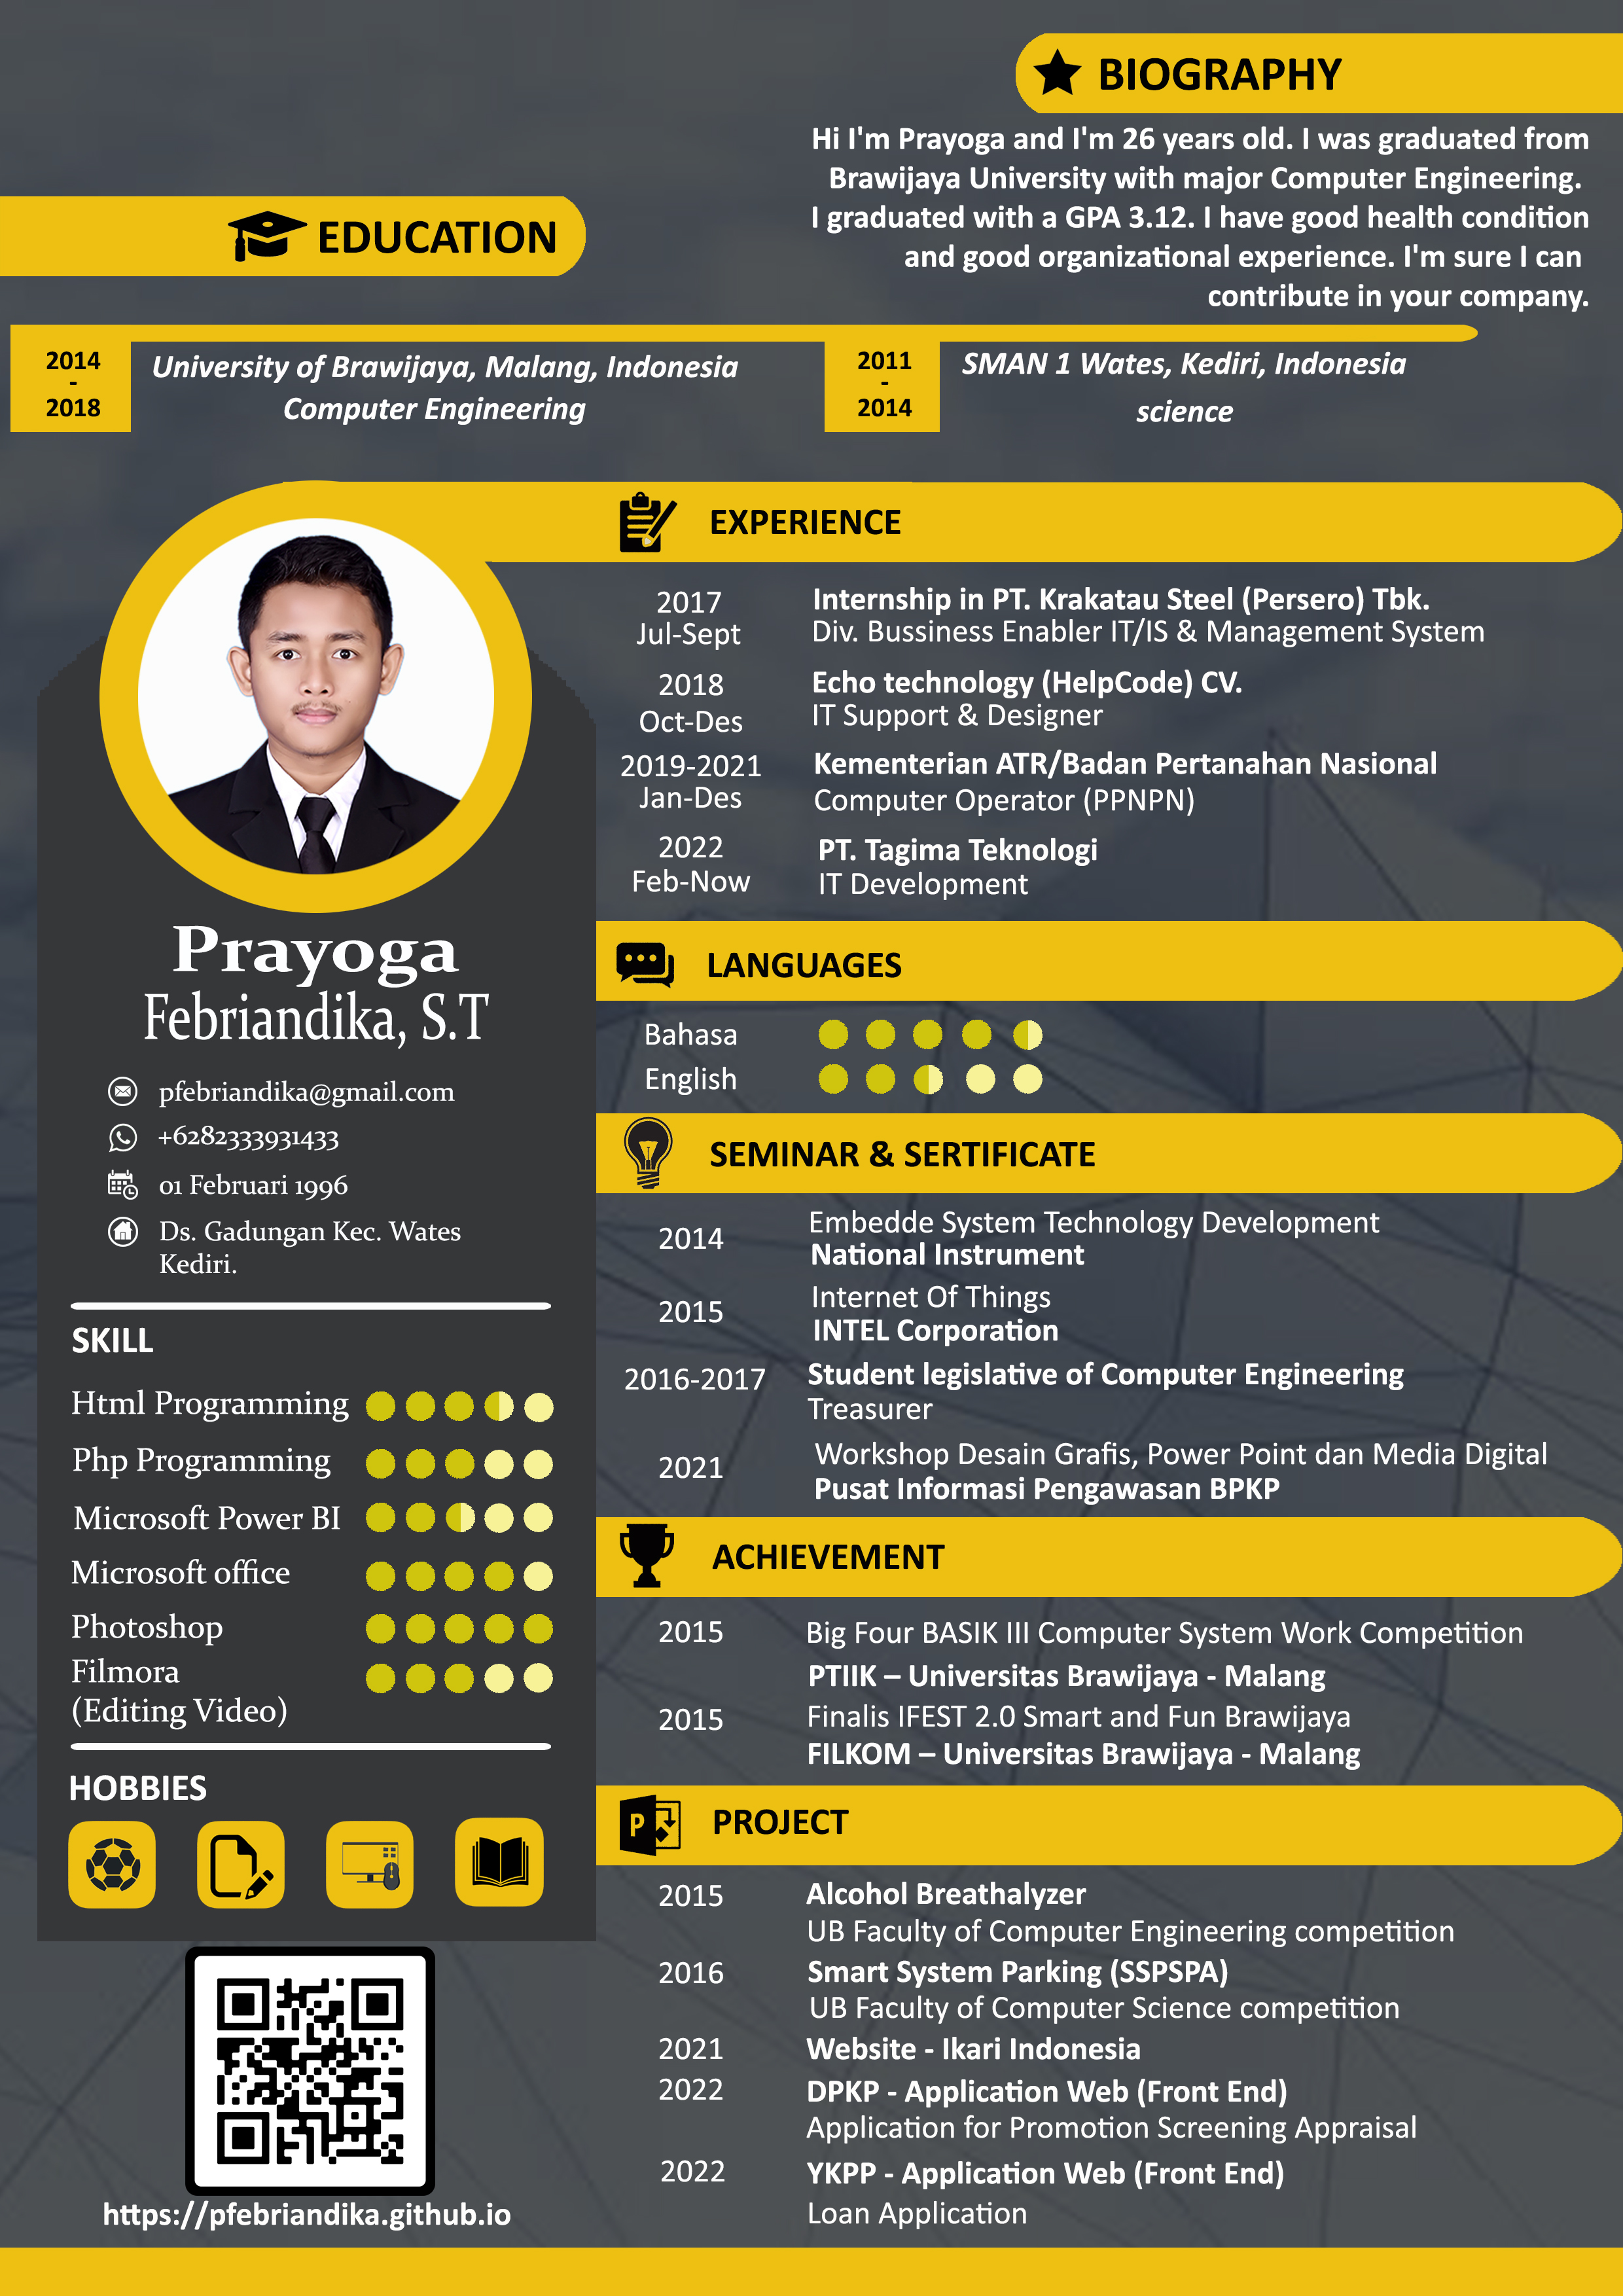 BIOGRAPHY
Hi I'm Prayoga and I'm 26 years old. I was graduated from
Brawijaya University with major Computer Engineering.
I graduated with a GPA 3.12. I have good health condition
and good organizational experience. I'm sure I can
contribute in your company.
EDUCATION
2014
-
2018
University of Brawijaya, Malang, Indonesia
Computer Engineering
2011
-
2014
SMAN 1 Wates, Kediri, Indonesia
science
Prayoga
Febriandika, S.T
pfebriandika@gmail.com
+6282333931433
01 Februari 1996
Ds. Gadungan Kec. Wates
Kediri.
SKILL
Html Programming
Php Programming
Microsoft Power BI
Microsoft office
Photoshop
Filmora
(Editing Video)
HOBBIES
https://pfebriandika.github.io
EXPERIENCE
2017
Jul-Sept
Internship in PT. Krakatau Steel (Persero) Tbk.
Div. Bussiness Enabler IT/IS & Management System
2018
Oct-Des
Echo technology (HelpCode) CV.
IT Support & Designer
2019-2021
Jan-Des
Kementerian ATR/Badan Pertanahan Nasional
Computer Operator (PPNPN)
2022
Feb-Now
PT. Tagima Teknologi
IT Development
LANGUAGES
Bahasa
English
SEMINAR & SERTIFICATE
2014
Embedde System Technology Development
National Instrument
2015
Internet Of Things
INTEL Corporation
2016-2017
Student legislative of Computer Engineering
Treasurer
2021
Workshop Desain Grafis, Power Point dan Media Digital
Pusat Informasi Pengawasan BPKP
ACHIEVEMENT
2015
Big Four BASIK III Computer System Work Competition
PTIIK – Universitas Brawijaya - Malang
2015
Finalis IFEST 2.0 Smart and Fun Brawijaya
FILKOM – Universitas Brawijaya - Malang
P
PROJECT
2015
Alcohol Breathalyzer
UB Faculty of Computer Engineering competition
2016
Smart System Parking (SSPSPA)
UB Faculty of Computer Science competition
2021
Website - Ikari Indonesia
2022
DPKP - Application Web (Front End)
Application for Promotion Screening Appraisal
2022
YKPP - Application Web (Front End)
Loan Application